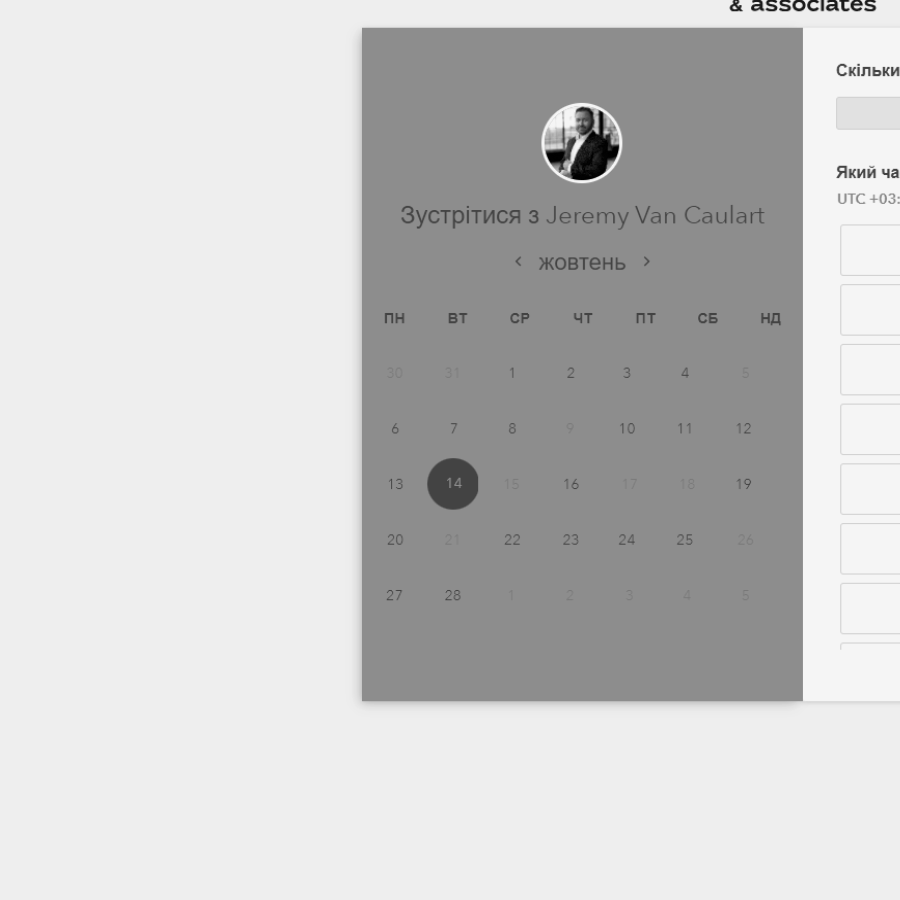 & associates
Зустрітися з Jeremy Van Caulart
жовтень
ПН ВТ СР ЧТ ПТ СБ НД
30 31 1 2 3 4 5
6 7 8 9 10 11 12
13 14 15 16 17 18 19
20 21 22 23 24 25 26
27 28 1 2 3 4 5
Скільки
Який ча
UTC +03: